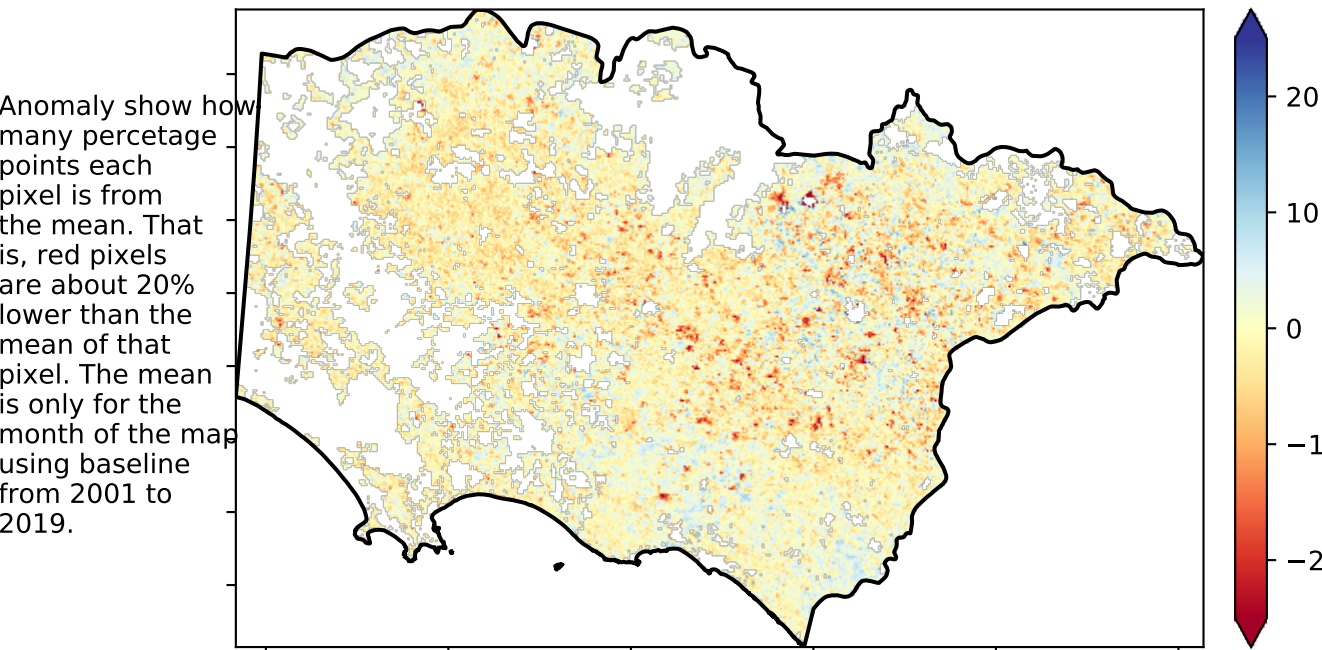 Anomaly show how
many percetage
points each
pixel is from
the mean. That
is, red pixels
are about 20%
lower than the
mean of that
pixel. The mean
is only for the
month of the map
using baseline
from 2001 to
2019.
20
10
0
−1
−2